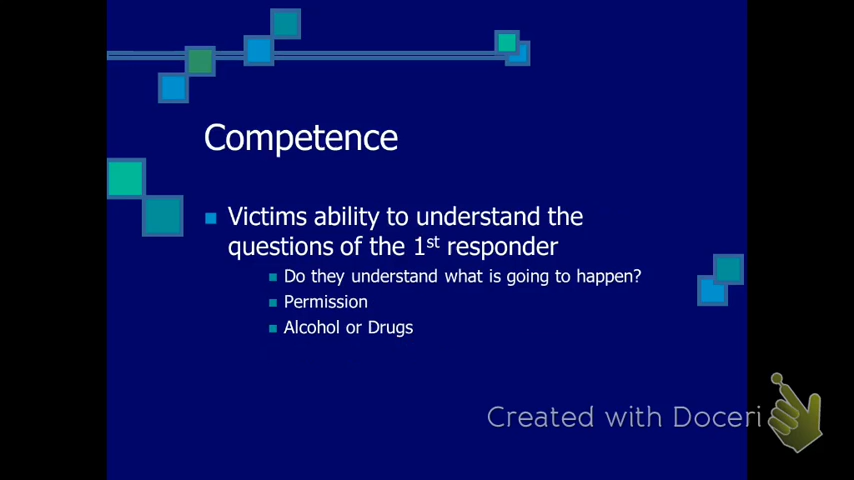 Competence
Victims ability to understand the
questions of the 1st responder
Do they understand what is going to happen?
Permission
Alcohol or Drugs
Created with Doceri